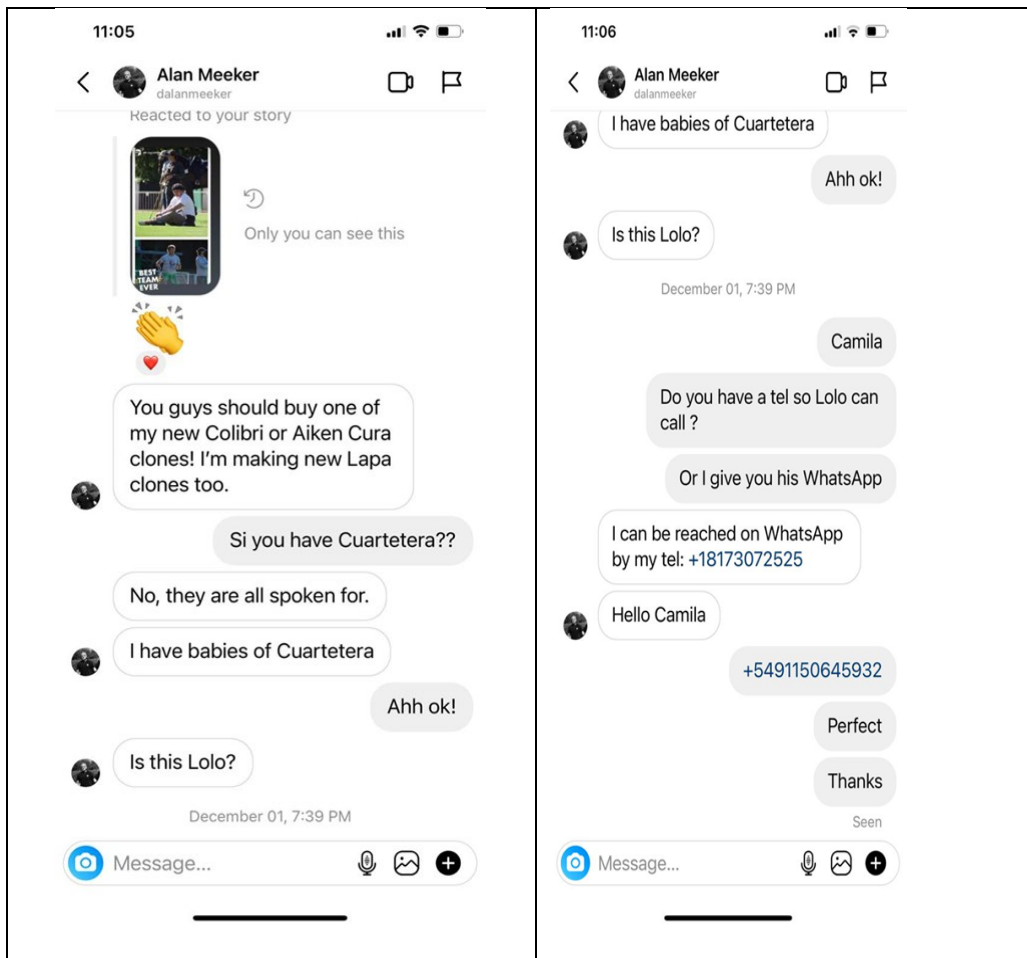 11:05
Alan Meeker
dalanmeeker
Reacted to your story
Only you can see this
BEST
TEAM
EVER
You guys should buy one of
my new Colibri or Aiken Cura
clones! I'm making new Lapa
clones too.
Si you have Cuartetera??
No, they are all spoken for.
I have babies of Cuartetera
Ahh ok!
Is this Lolo?
December 01, 7:39 PM
Message...
11:06
Alan Meeker
dalanmeeker
I have babies of Cuartetera
Ahh ok!
Is this Lolo?
December 01, 7:39 PM
Camila
Do you have a tel so Lolo can
call ?
Or I give you his WhatsApp
I can be reached on WhatsApp
by my tel: +18173072525
Hello Camila
+5491150645932
Perfect
Thanks
Seen
Message...